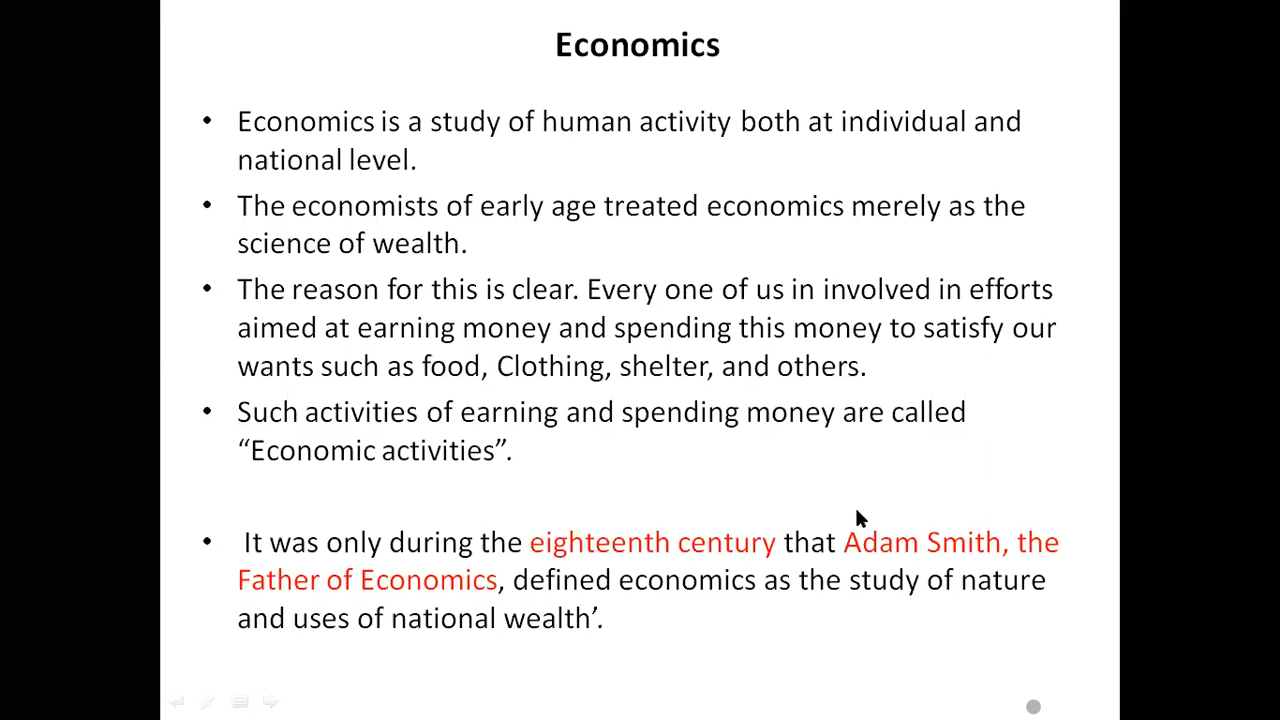 Economics
• Economics is a study of human activity both at individual and
national level.
• The economists of early age treated economics merely as the
science of wealth.
• The reason for this is clear. Every one of us in involved in efforts
aimed at earning money and spending this money to satisfy our
wants such as food, Clothing, shelter, and others.
• Such activities of earning and spending money are called
“Economic activities”.
• It was only during the eighteenth century that Adam Smith, the
Father of Economics, defined economics as the study of nature
and uses of national wealth’.